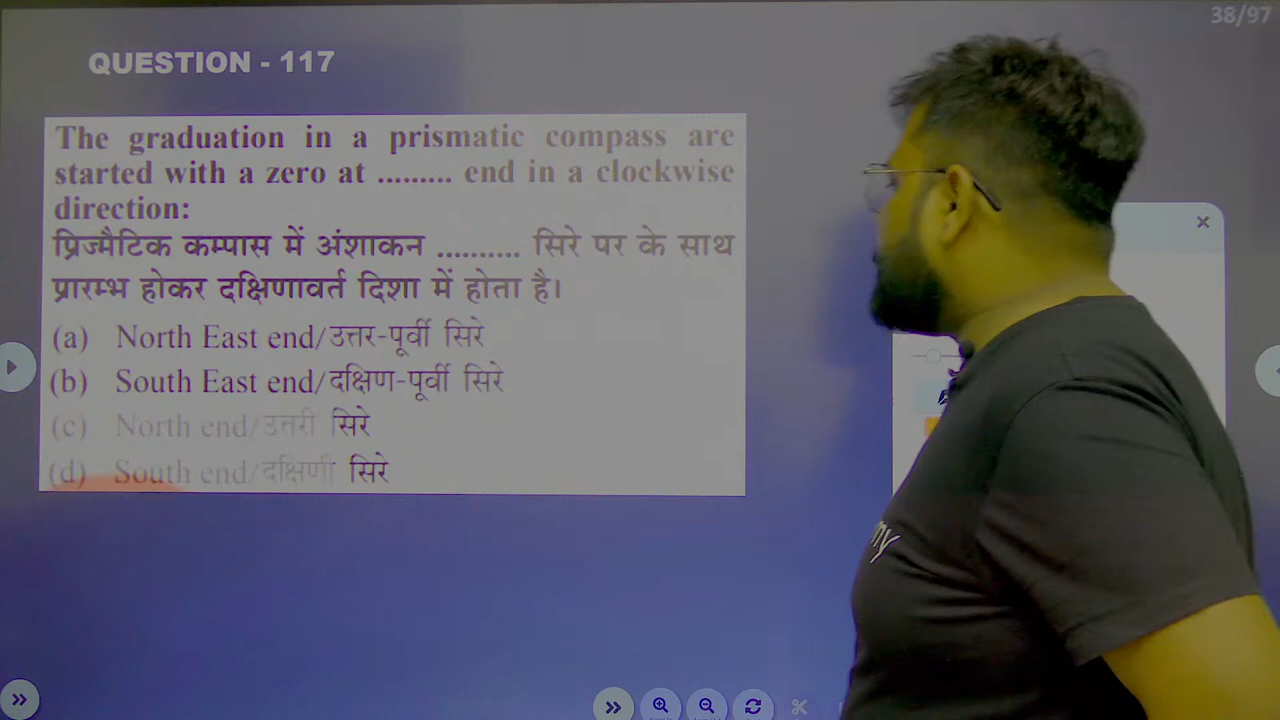 38/97
QUESTION - 117
The graduation in a prismatic compass are
started with a zero at ......... end in a clockwise
direction:
प्रिज्मैटिक कम्पास में अंशाकन .......... सिरे पर के साथ
प्रारम्भ होकर दक्षिणावर्त दिशा में होता है।
(a) North East end/उत्तर-पूर्वी सिरे
(b) South East end/दक्षिण-पूर्वी सिरे
(c) North end/उत्तरी सिरे
(d) South end/दक्षिणी सिरे